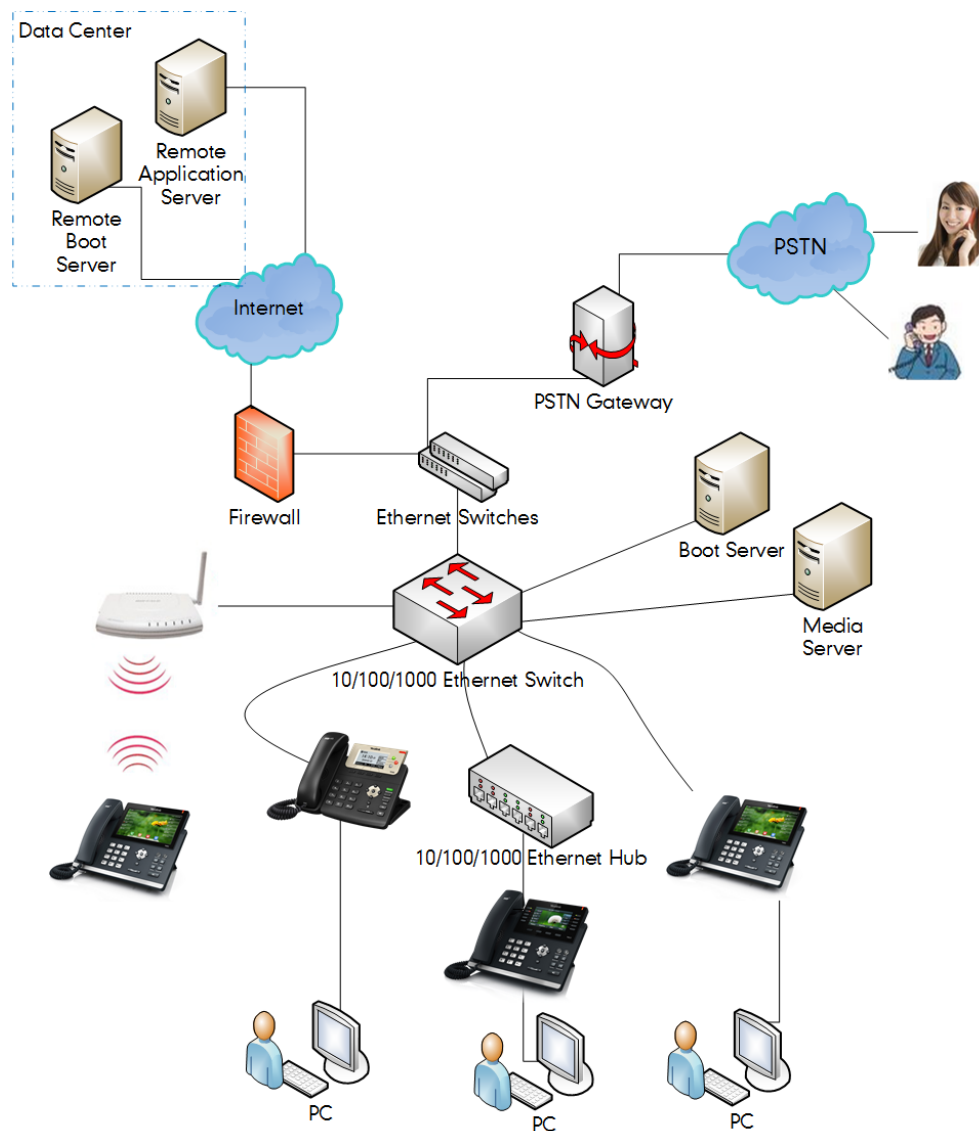 Data Center
Remote
Application
Server
Remote
Boot
Server
PSTN
Internet
PSTN Gateway
Firewall
Ethernet Switches
Boot Server
Media
Server
10/100/1000 Ethernet Switch
10/100/1000 Ethernet Hub
PC
PC
PC